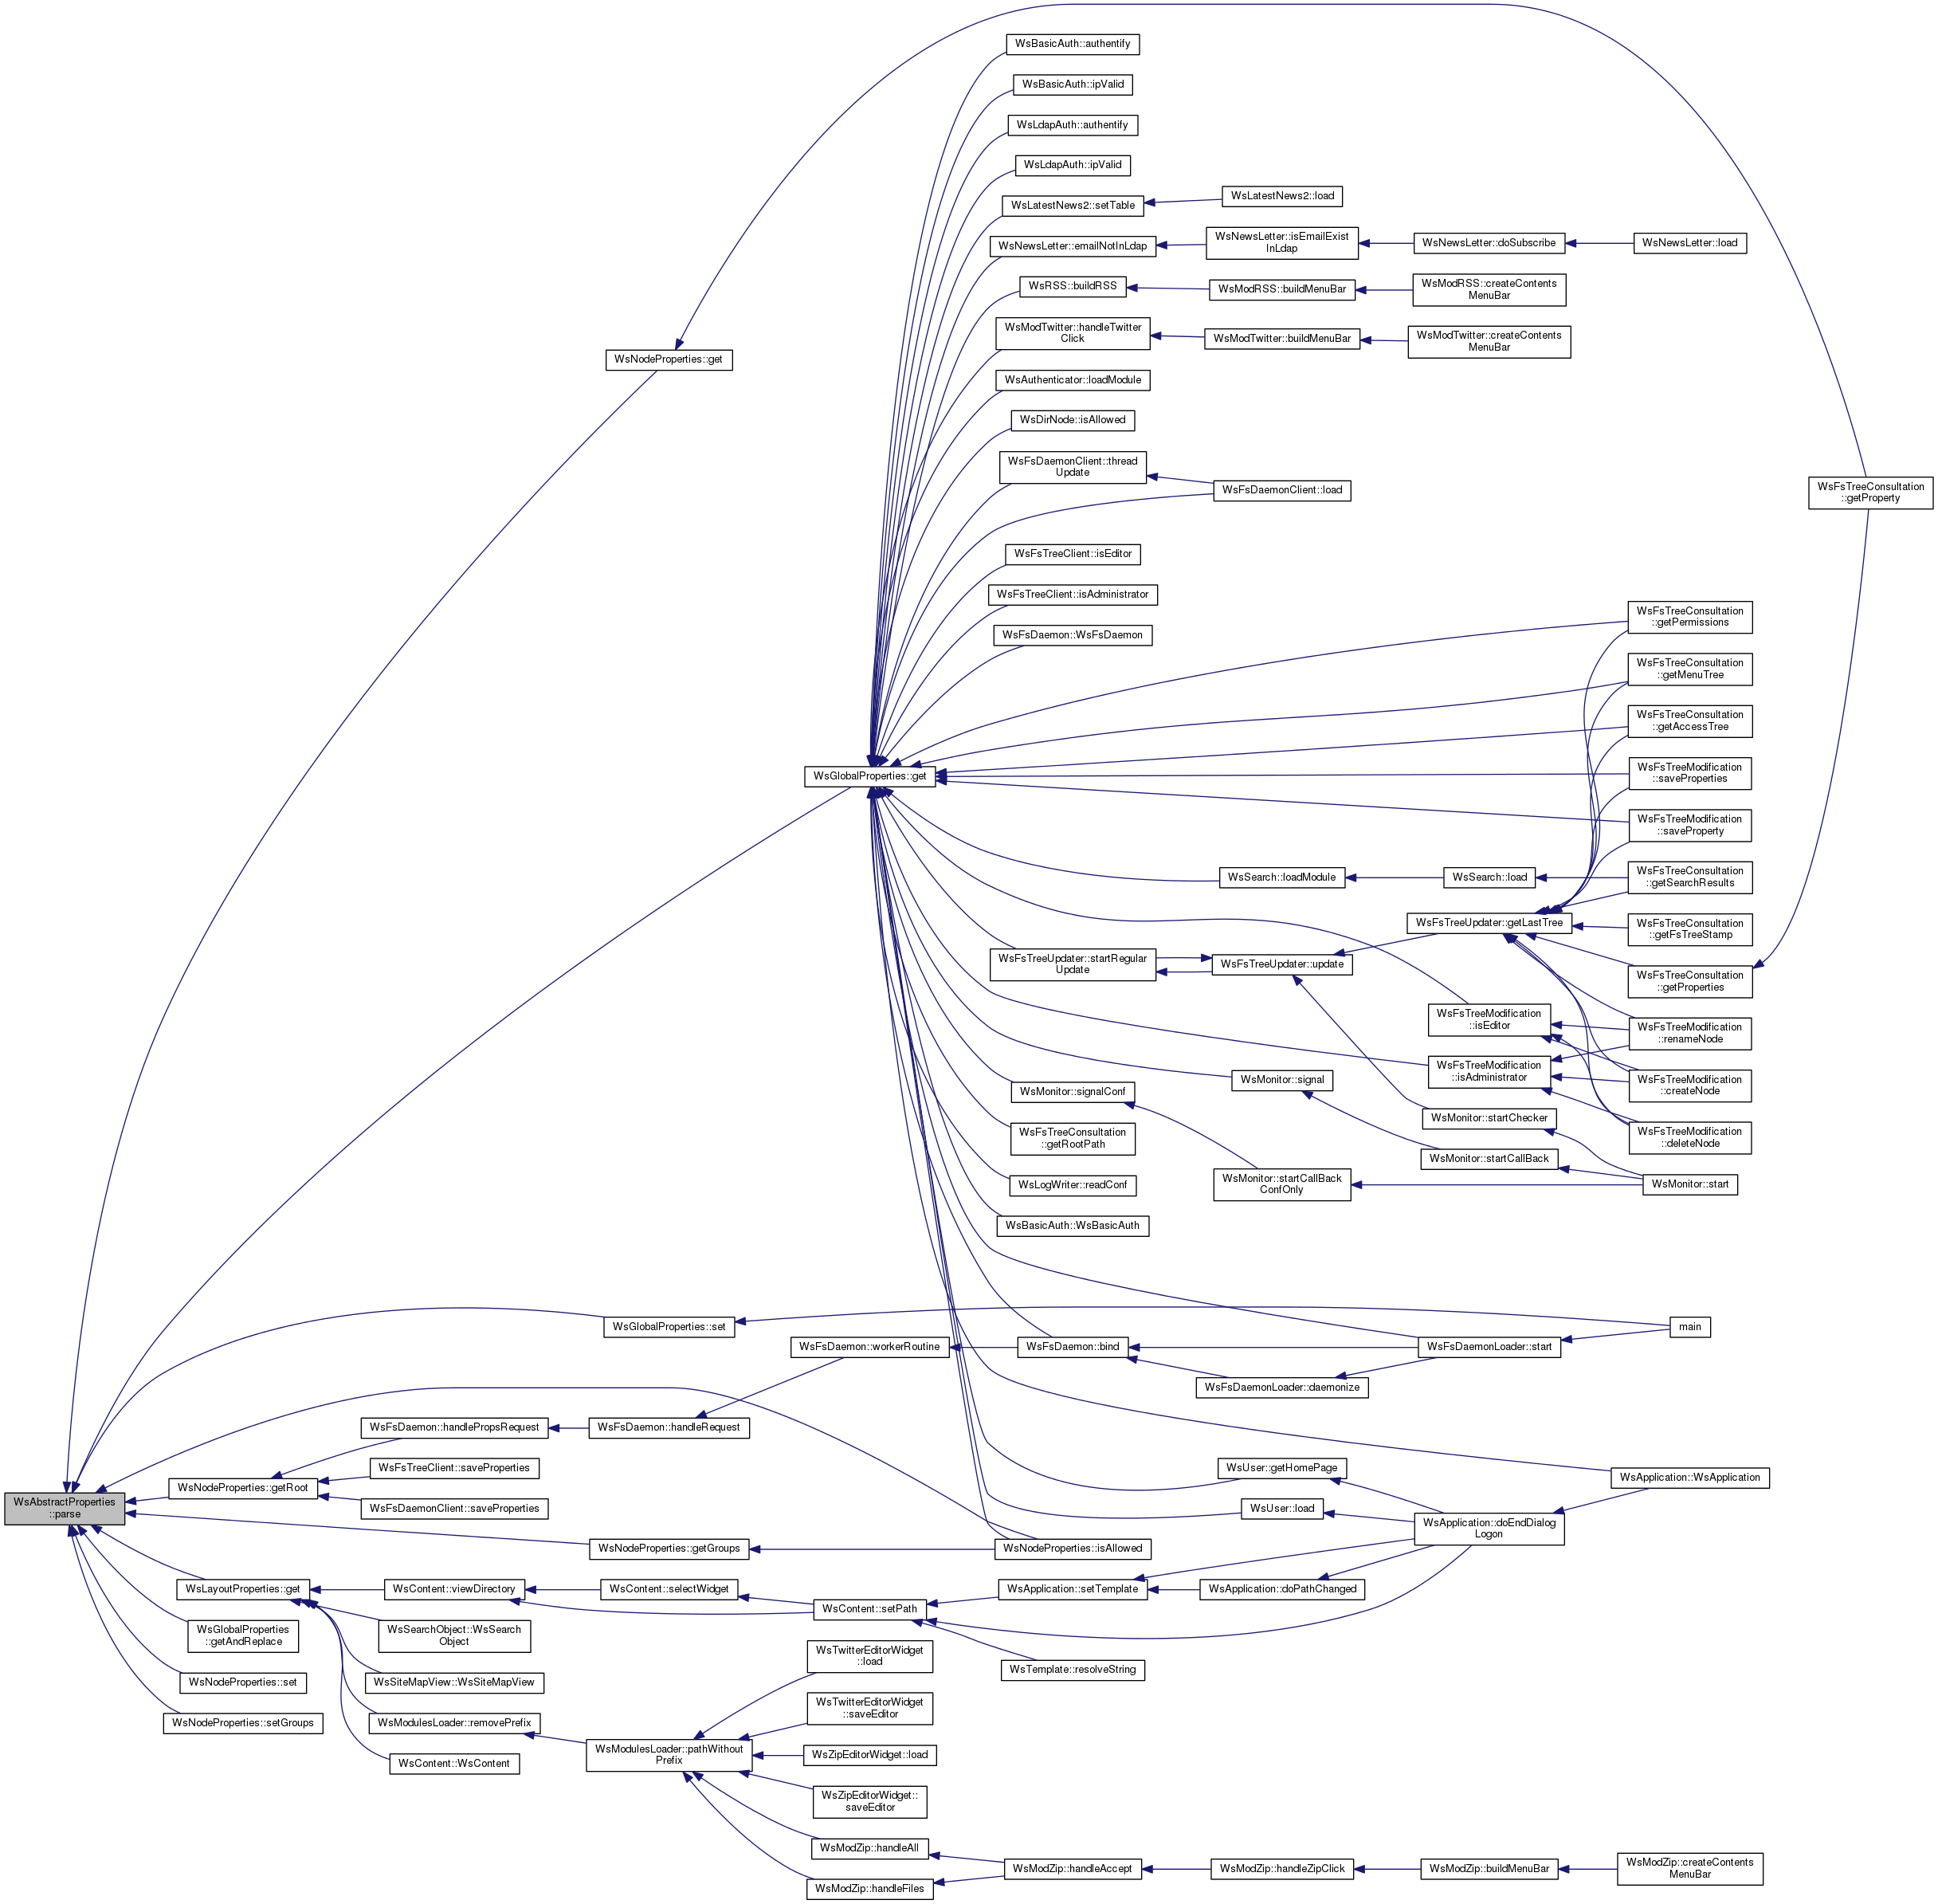 WsBasicAuth::authentify
WsBasicAuth::ipValid
WsLdapAuth::authentify
WsLdapAuth::ipValid
WsLatestNews2::setTable
WsLatestNews2::load
WsNewsLetter::emailNotInLdap
WsNewsLetter::isEmailExist
InLdap
WsNewsLetter::doSubscribe
WsNewsLetter::load
WsRSS::buildRSS
WsModRSS::buildMenuBar
WsModRSS::createContents
MenuBar
WsModTwitter::handleTwitter
Click
WsModTwitter::buildMenuBar
WsModTwitter::createContents
MenuBar
WsNodeProperties::get
WsAuthenticator::loadModule
WsDirNode::isAllowed
WsFsDaemonClient::thread
Update
WsFsDaemonClient::load
WsFsTreeConsultation
::getProperty
WsFsTreeClient::isEditor
WsFsTreeClient::isAdministrator
WsFsDaemon::WsFsDaemon
WsFsTreeConsultation
::getPermissions
WsFsTreeConsultation
::getMenuTree
WsFsTreeConsultation
::getAccessTree
WsGlobalProperties::get
WsFsTreeModification
::saveProperties
WsFsTreeModification
::saveProperty
WsSearch::loadModule
WsSearch::load
WsFsTreeConsultation
::getSearchResults
WsFsTreeUpdater::getLastTree
WsFsTreeConsultation
::getFsTreeStamp
WsFsTreeUpdater::startRegular
Update
WsFsTreeUpdater::update
WsFsTreeConsultation
::getProperties
WsFsTreeModification
::isEditor
WsFsTreeModification
::renameNode
WsFsTreeModification
::isAdministrator
WsFsTreeModification
::createNode
WsMonitor::signalConf
WsMonitor::signal
WsMonitor::startChecker
WsFsTreeModification
::deleteNode
WsFsTreeConsultation
::getRootPath
WsMonitor::startCallBack
WsLogWriter::readConf
WsMonitor::startCallBack
ConfOnly
WsMonitor::start
WsBasicAuth::WsBasicAuth
WsGlobalProperties::set
main
WsFsDaemon::workerRoutine
WsFsDaemon::bind
WsFsDaemonLoader::start
WsFsDaemonLoader::daemonize
WsFsDaemon::handlePropsRequest
WsFsDaemon::handleRequest
WsFsTreeClient::saveProperties
WsUser::getHomePage
WsApplication::WsApplication
WsNodeProperties::getRoot
WsAbstractProperties
::parse
WsFsDaemonClient::saveProperties
WsUser::load
WsApplication::doEndDialog
Logon
WsNodeProperties::getGroups
WsNodeProperties::isAllowed
WsLayoutProperties::get
WsContent::viewDirectory
WsContent::selectWidget
WsApplication::setTemplate
WsApplication::doPathChanged
WsContent::setPath
WsGlobalProperties
::getAndReplace
WsSearchObject::WsSearch
Object
WsTemplate::resolveString
WsTwitterEditorWidget
::load
WsNodeProperties::set
WsSiteMapView::WsSiteMapView
WsTwitterEditorWidget
::saveEditor
WsNodeProperties::setGroups
WsModulesLoader::removePrefix
WsModulesLoader::pathWithout
Prefix
WsZipEditorWidget::load
WsContent::WsContent
WsZipEditorWidget::
saveEditor
WsModZip::handleAll
WsModZip::handleAccept
WsModZip::handleZipClick
WsModZip::buildMenuBar
WsModZip::createContents
MenuBar
WsModZip::handleFiles